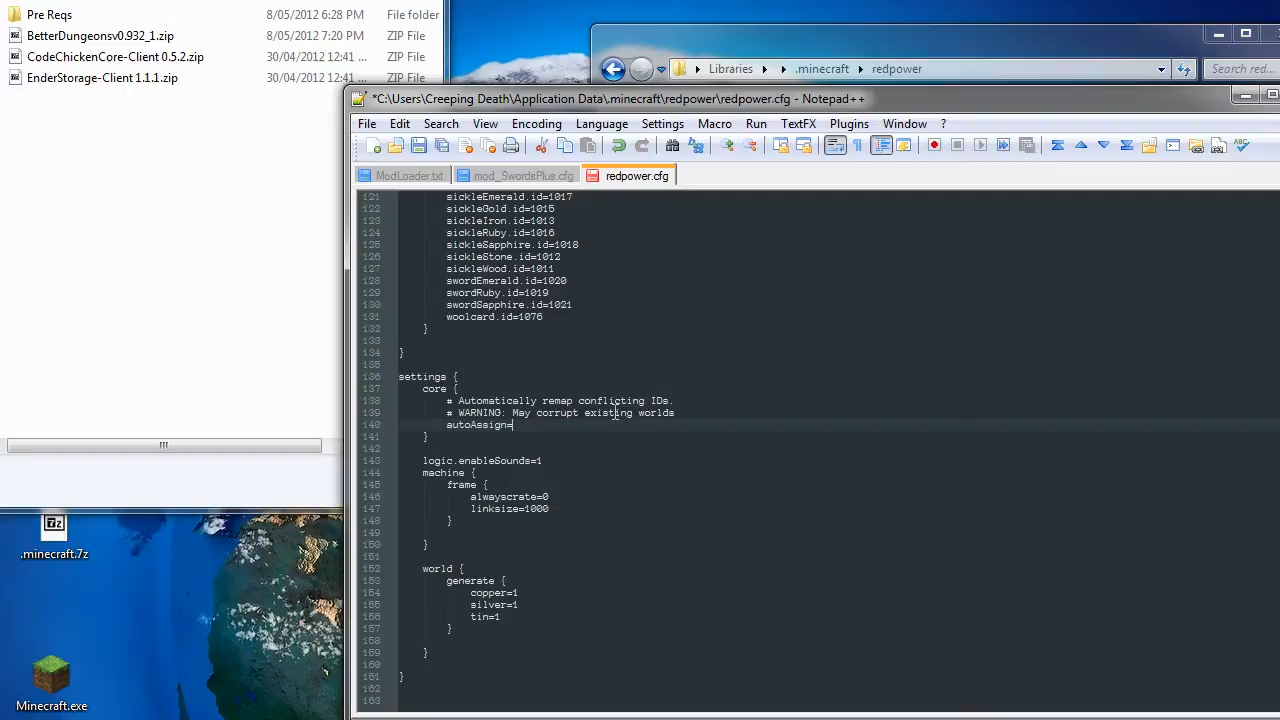 Pre Reqs 8/05/2012 6:28 PM File folder
BetterDungeonsv0.932_1.zip 8/05/2012 7:20 PM ZIP File
CodeChickenCore-Client 0.5.2.zip 30/04/2012 12:41 ... ZIP File
EnderStorage-Client 1.1.1.zip 30/04/2012 12:41 ... ZIP File
Libraries .minecraft redpower Search red...
*C:\Users\Creeping Death\Application Data\.minecraft\redpower\redpower.cfg - Notepad++
File Edit Search View Encoding Language Settings Macro Run TextFX Plugins Window ?
ModLoader.txt mod_SwordsPlus.cfg redpower.cfg
121 sickleEmerald.id=1017
122 sickleGold.id=1015
123 sickleIron.id=1013
124 sickleRuby.id=1016
125 sickleSapphire.id=1018
126 sickleStone.id=1012
127 sickleWood.id=1011
128 swordEmerald.id=1020
129 swordRuby.id=1019
130 swordSapphire.id=1021
131 woolcard.id=1076
132 }
133
134 }
135
136 settings {
137 core {
138 # Automatically remap conflicting IDs.
139 # WARNING: May corrupt existing worlds
140 autoAssign=
141 }
142
143 logic.enableSounds=1
144 machine {
145 frame {
146 alwayscrate=0
147 linksize=1000
148 }
149
150 }
151
152 world {
153 generate {
154 copper=1
155 silver=1
156 tin=1
157 }
158
159 }
160
161 }
162
163
.minecraft.7z
Minecraft.exe